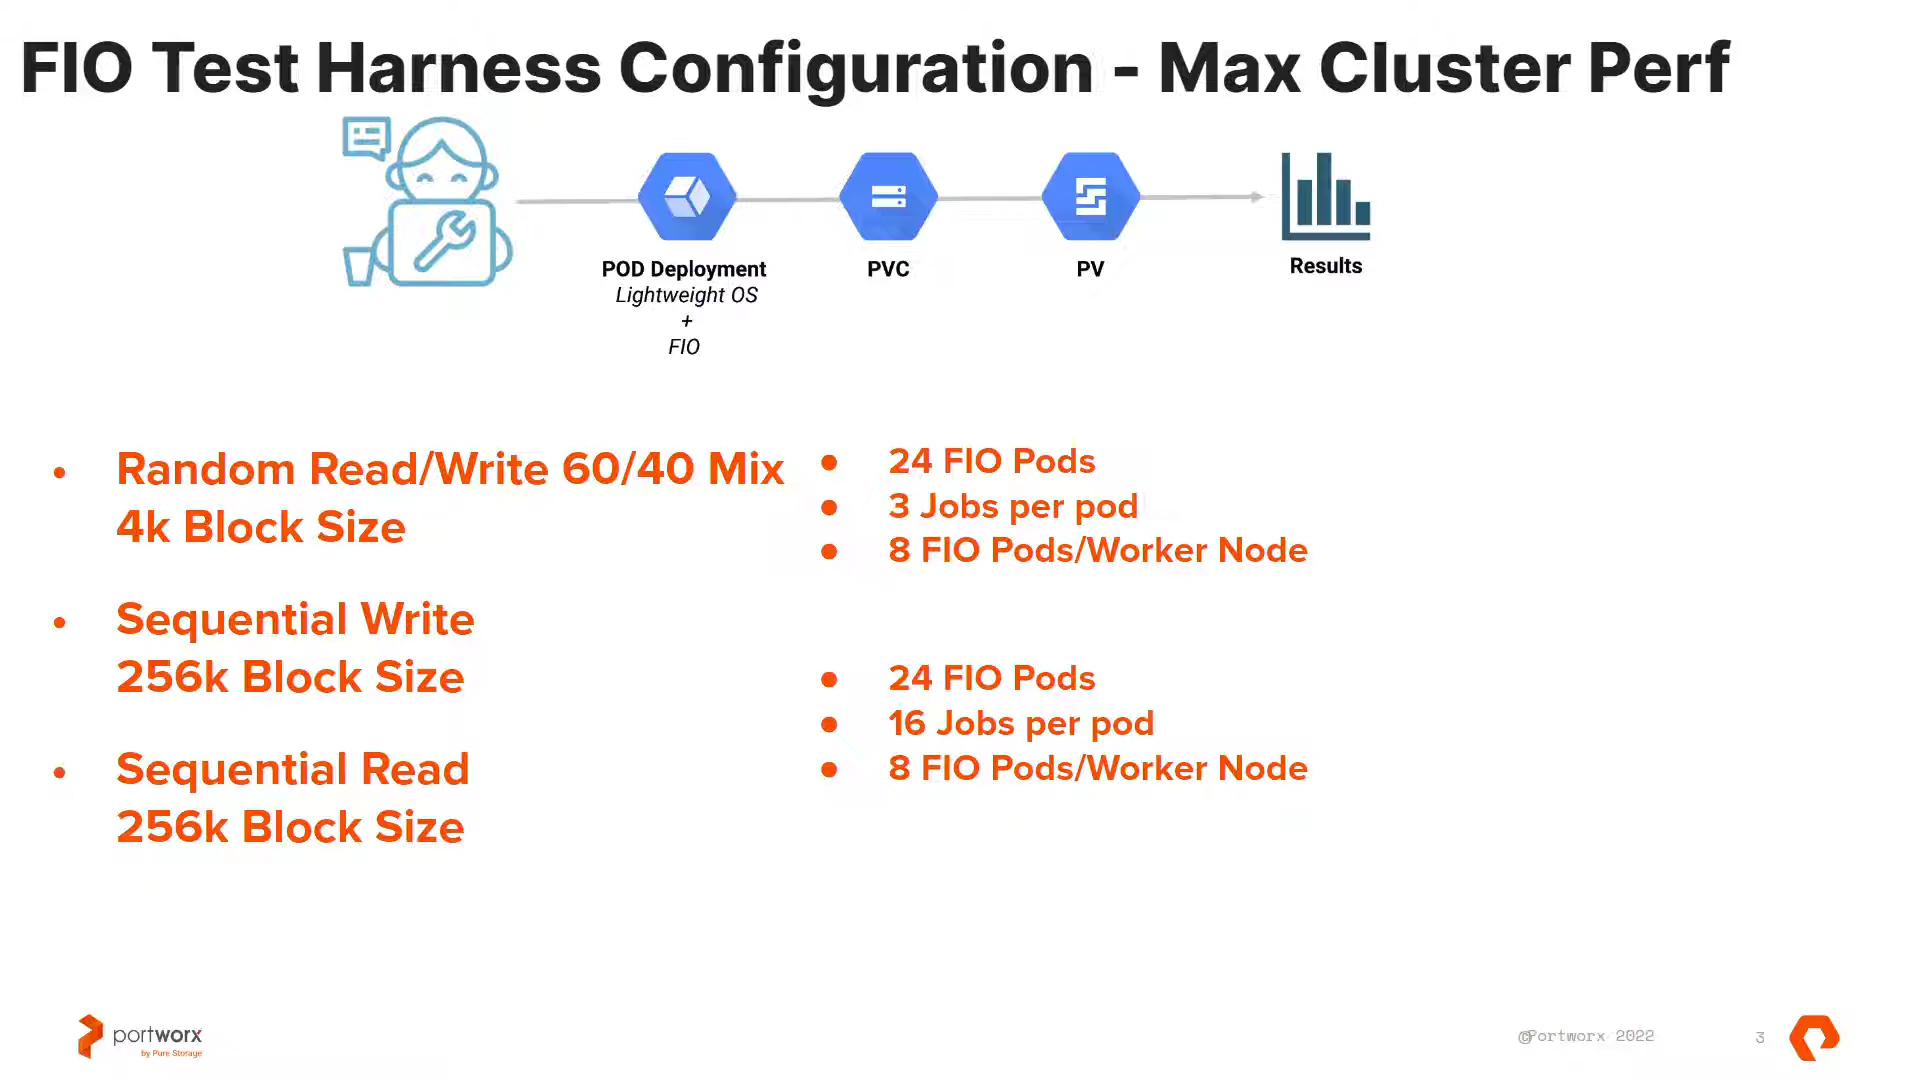 FIO Test Harness Configuration - Max Cluster Perf
POD Deployment
Lightweight OS
+
FIO
PVC
PV
Results
• Random Read/Write 60/40 Mix
4k Block Size
• Sequential Write
256k Block Size
• Sequential Read
256k Block Size
● 24 FIO Pods
● 3 Jobs per pod
● 8 FIO Pods/Worker Node
● 24 FIO Pods
● 16 Jobs per pod
● 8 FIO Pods/Worker Node
portworx
by Pure Storage
©Portworx 2022
3